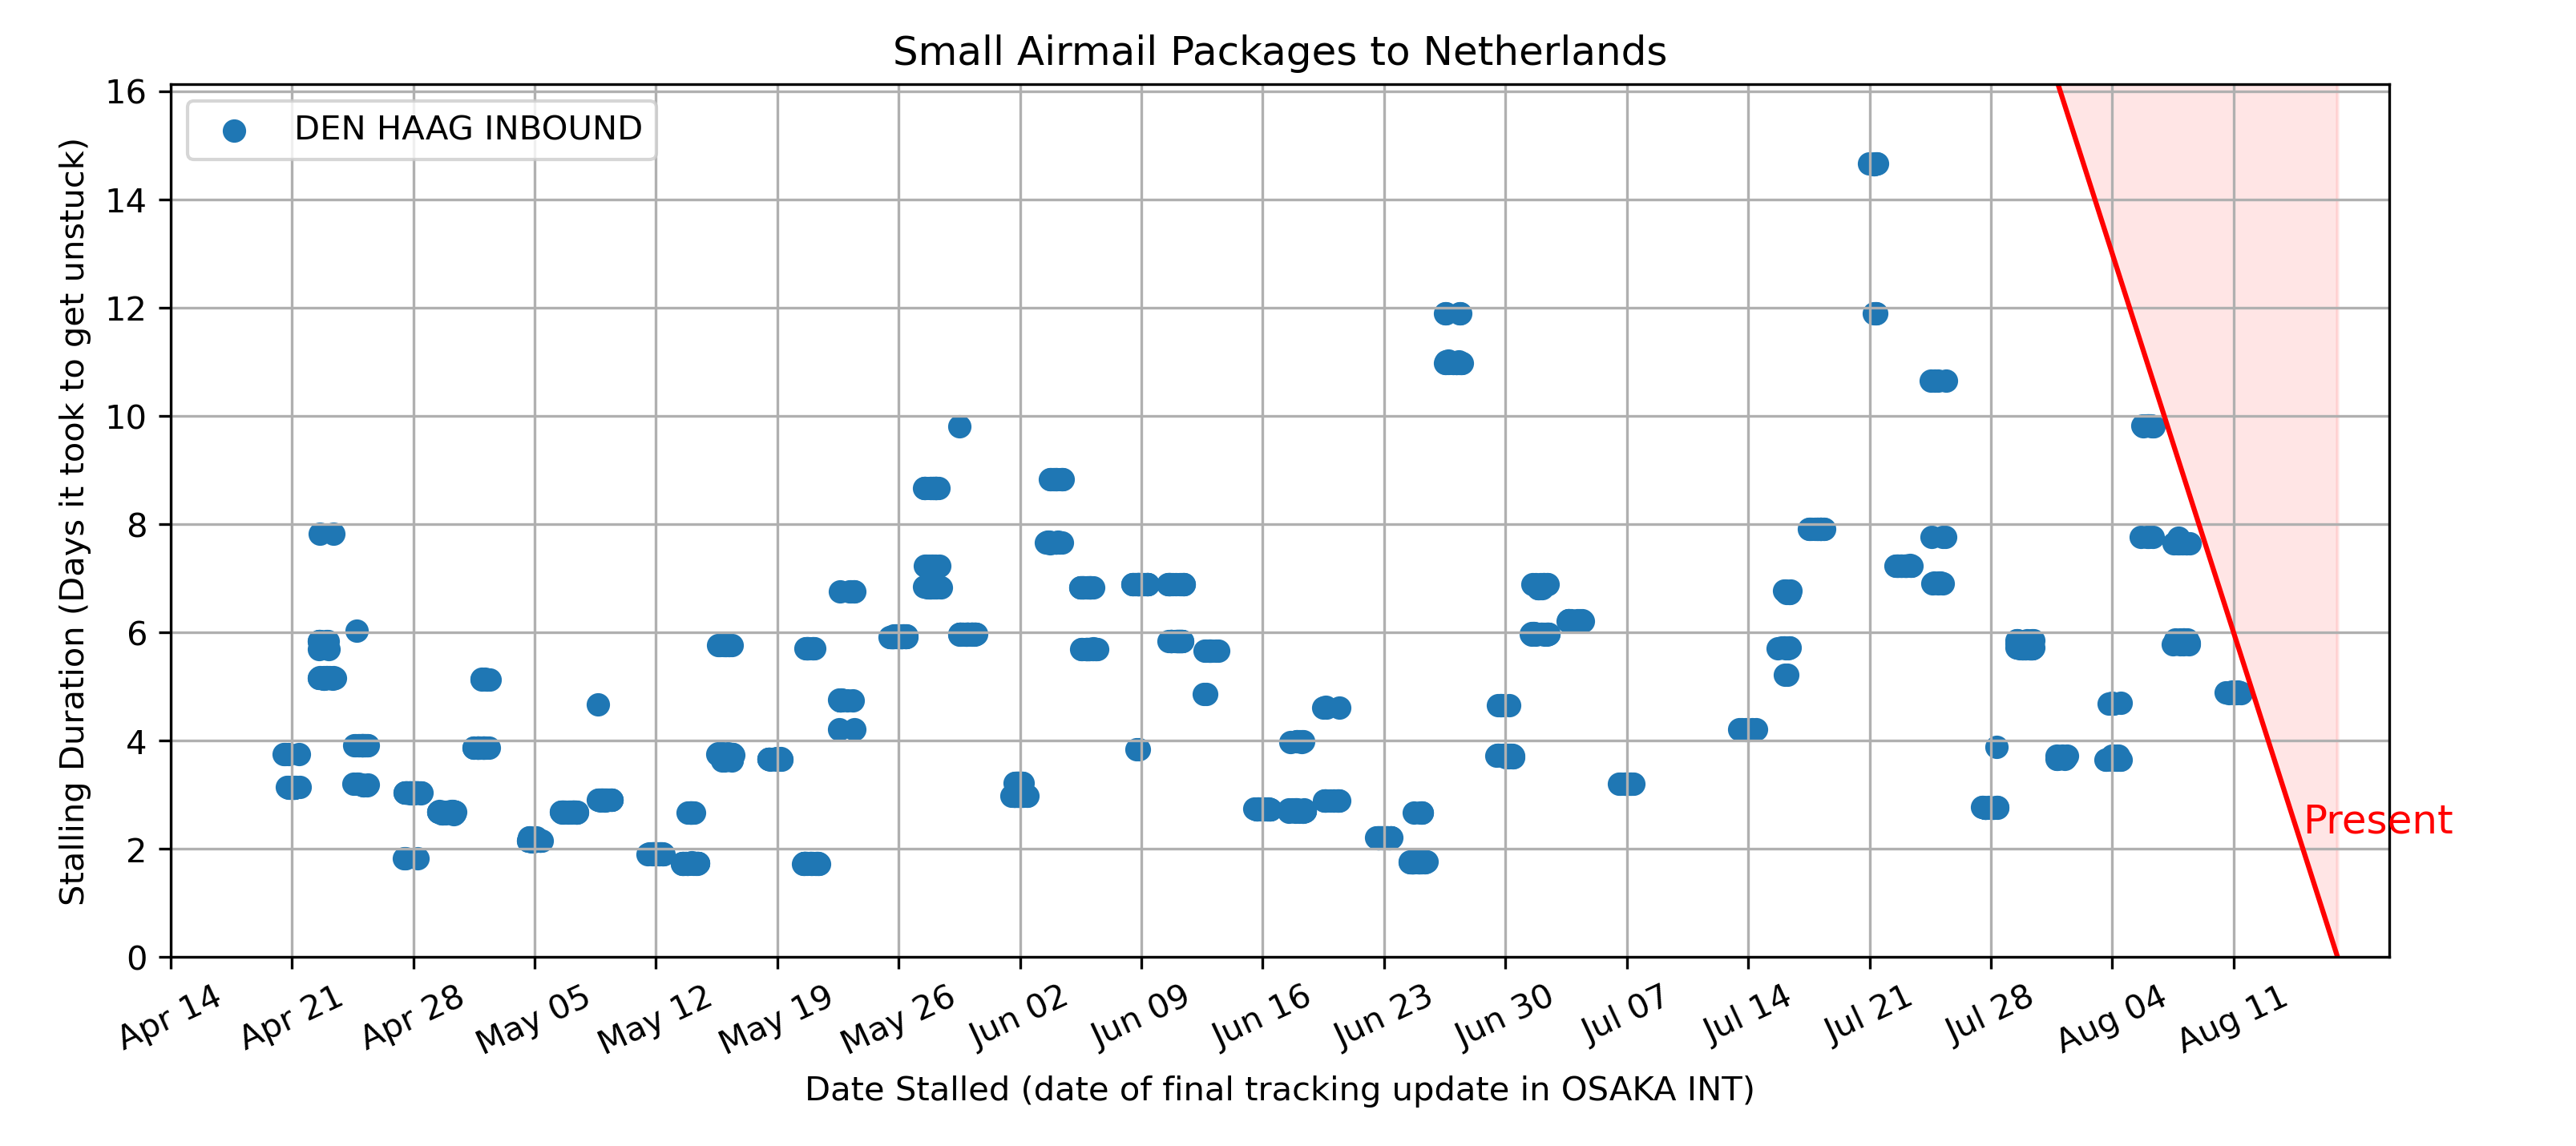 Small Airmail Packages to Netherlands
DEN HAAG INBOUND
Stalling Duration (Days it took to get unstuck)
16
14
12
10
8
6
4
2
0
Present
Apr 14
Apr 21
Apr 28
May 05
May 12
May 19
May 26
Jun 02
Jun 09
Jun 16
Jun 23
Jun 30
Jul 07
Jul 14
Jul 21
Jul 28
Aug 04
Aug 11
Date Stalled (date of final tracking update in OSAKA INT)